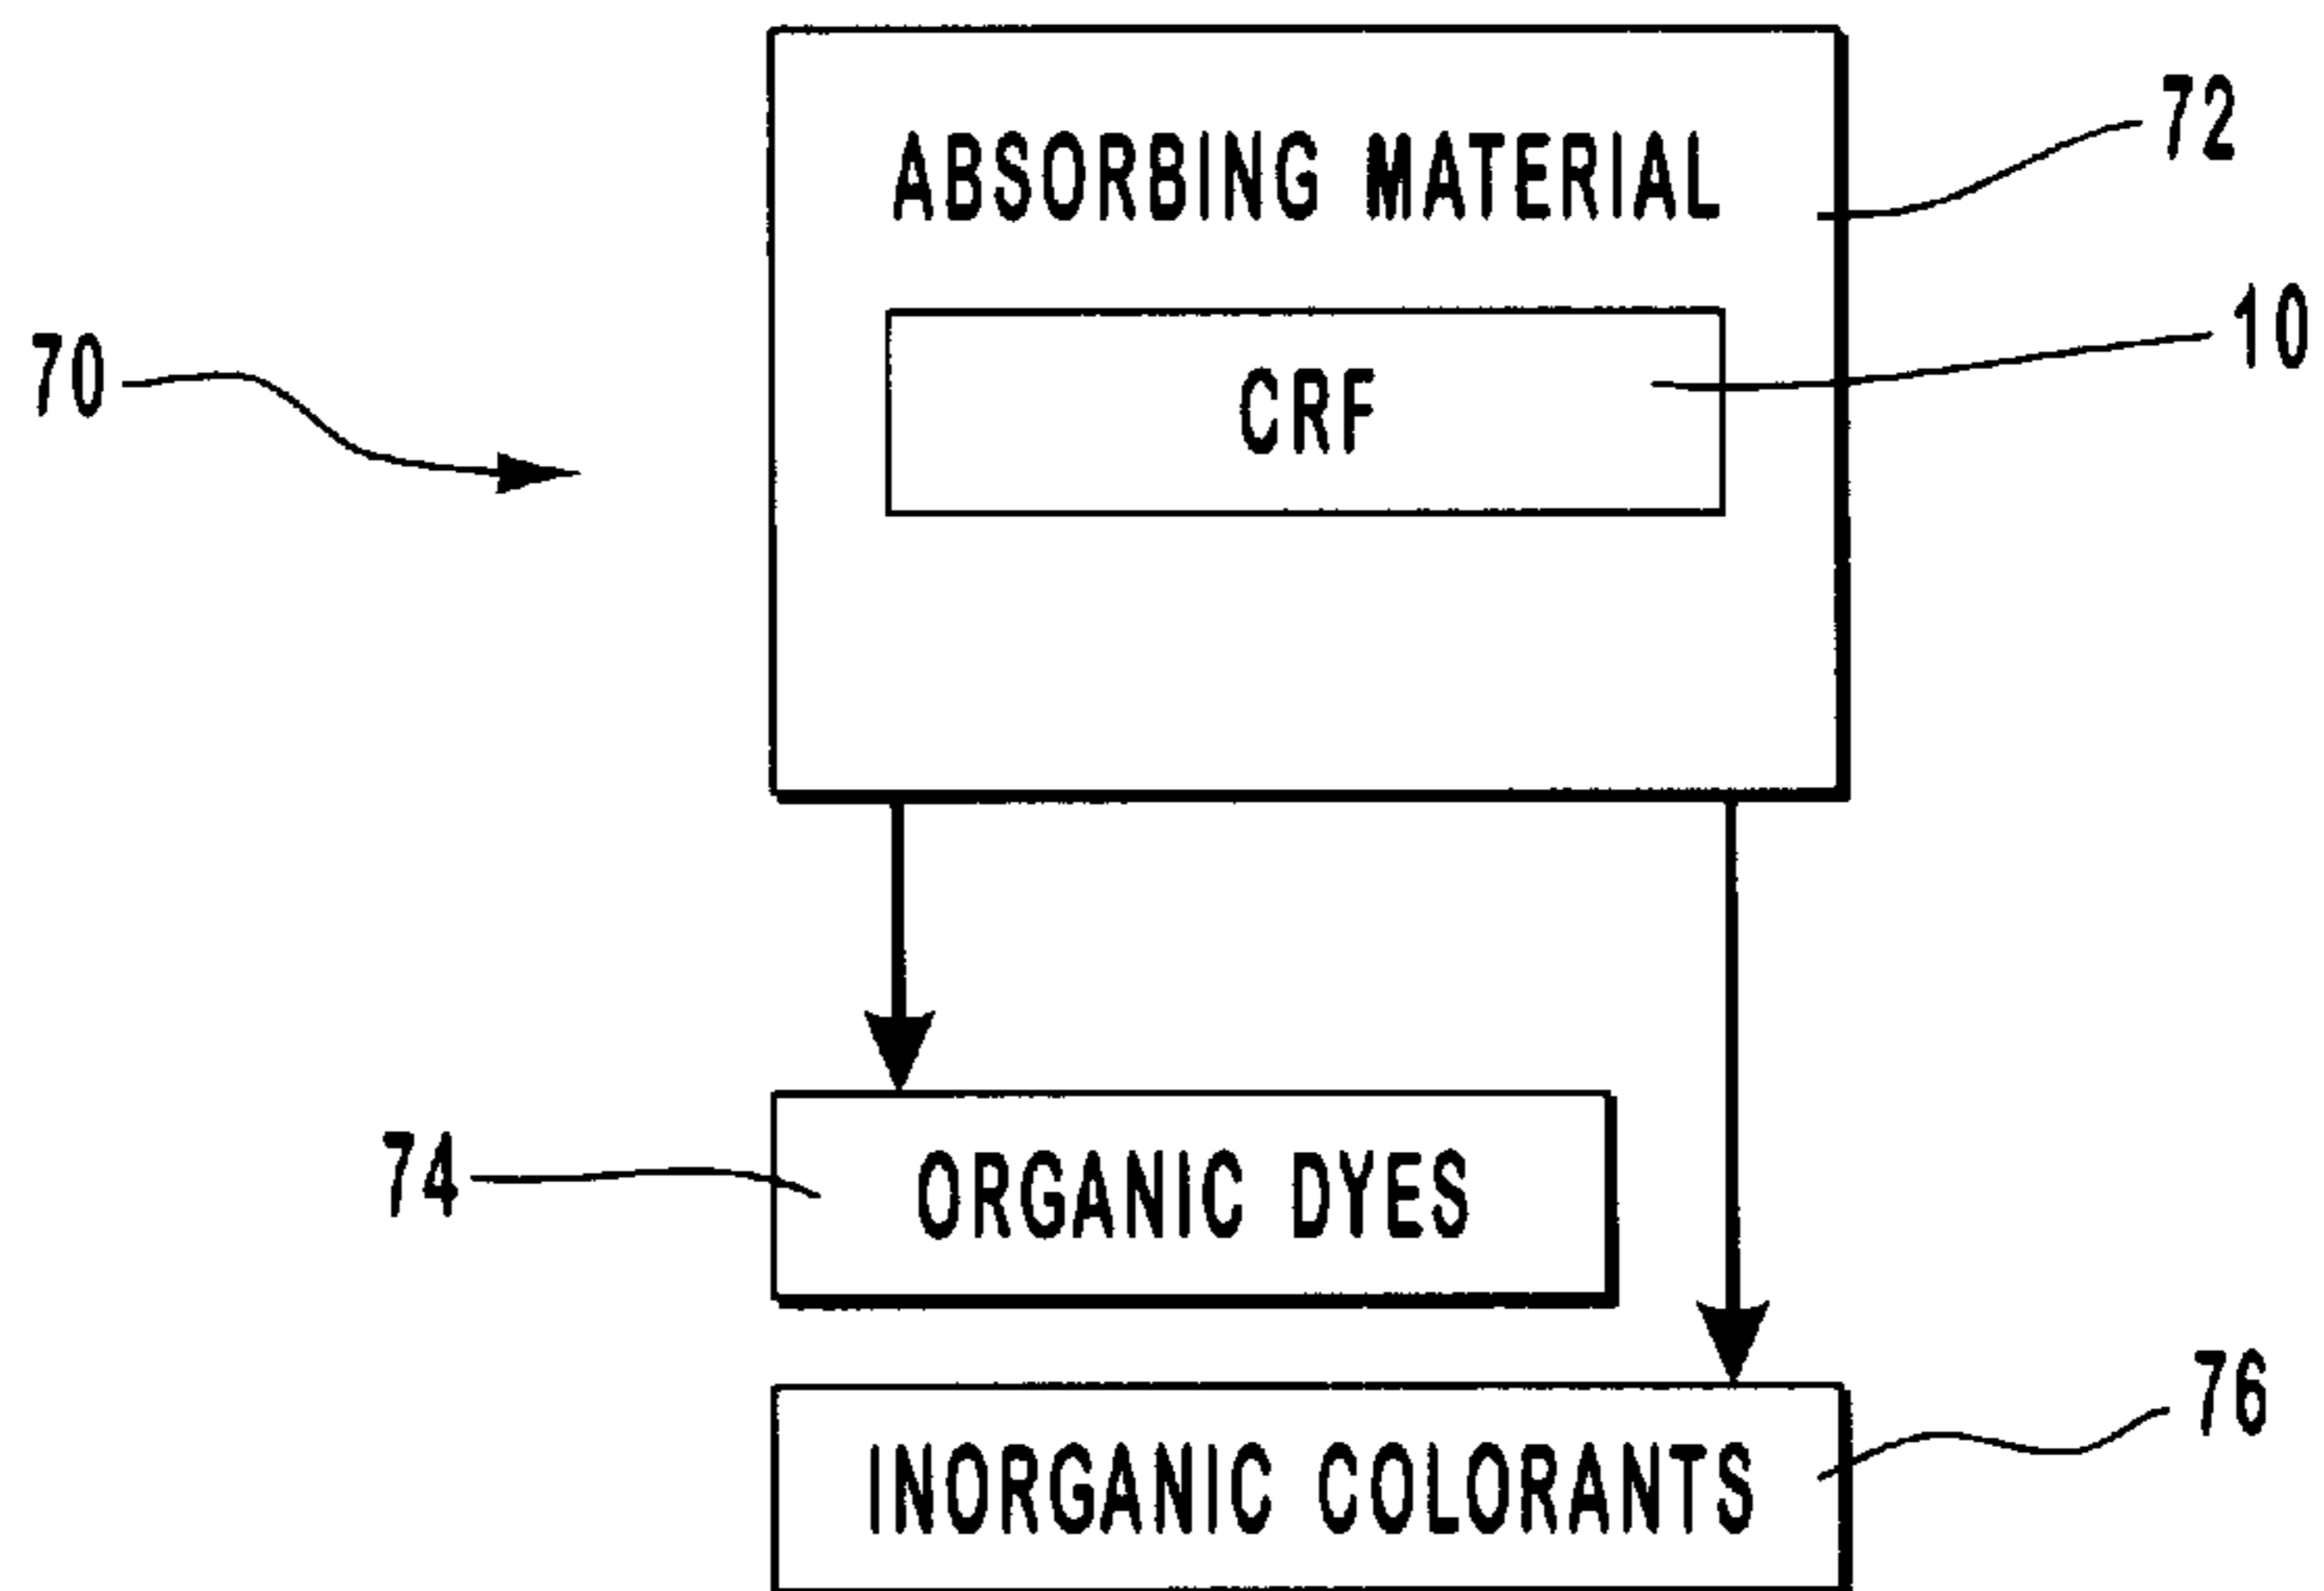 ABSORBING MATERIAL
72
CRF
10
70
ORGANIC DYES
74
INORGANIC COLORANTS
76